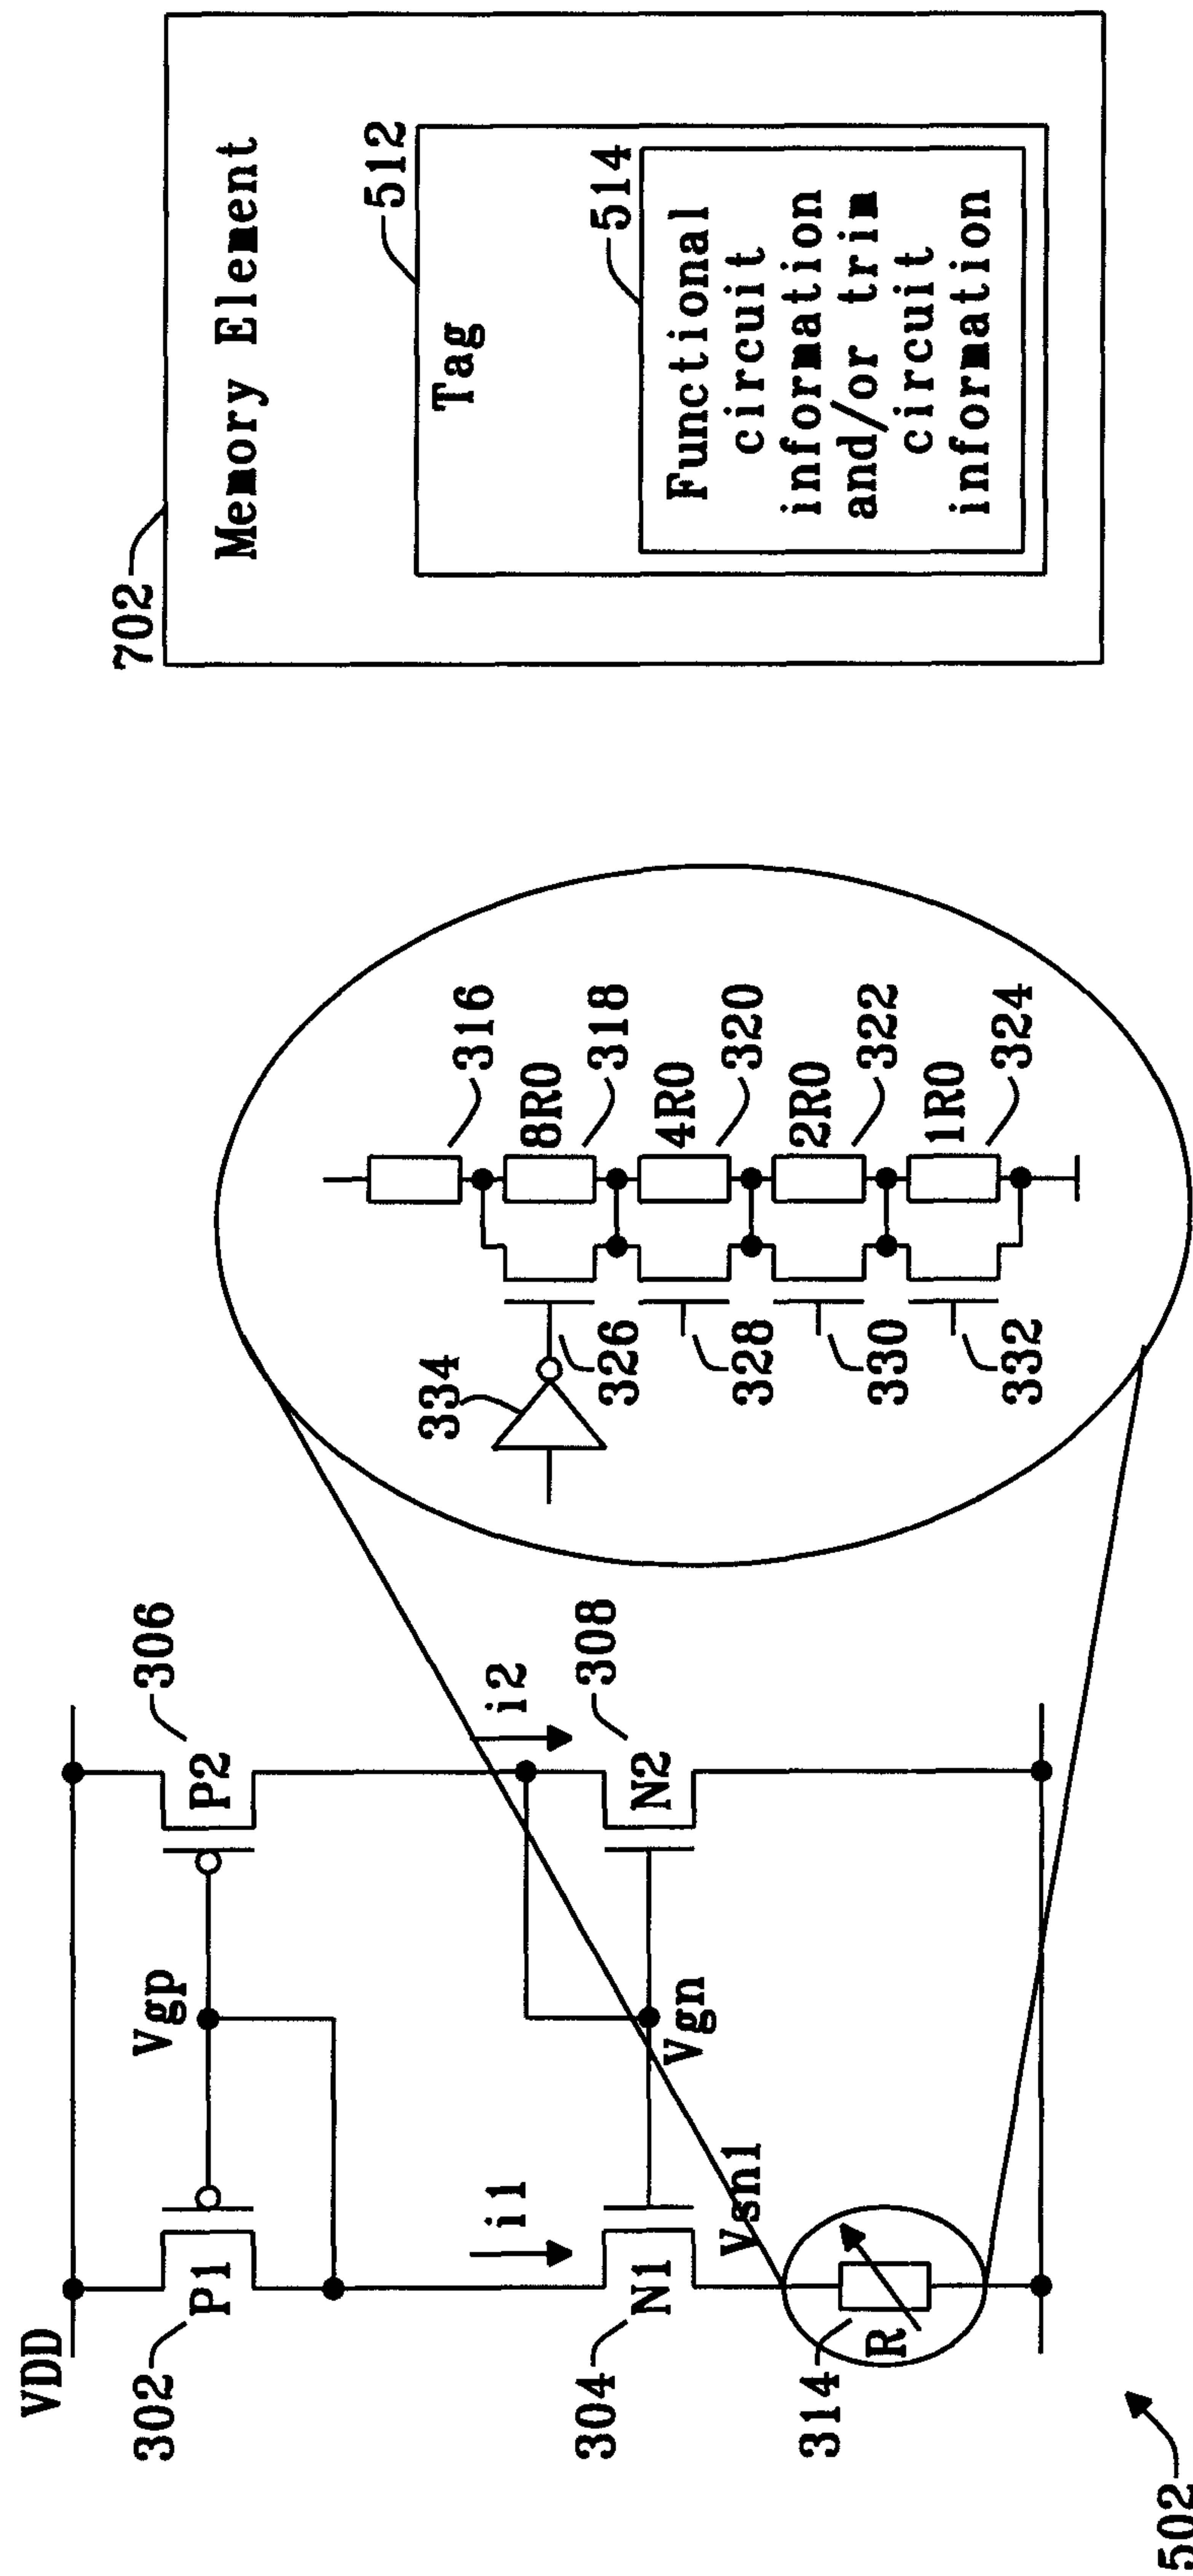 VDD
302
P1
Vgp
P2
306
i1
i2
304
N1
Vsn1
Vgn
N2
308
314
R
502
334
326
328
330
332
316
8R0
318
4R0
320
2R0
322
1R0
324
702
Memory Element
512
Tag
514
Functional
circuit
information
and/or trim
circuit
information